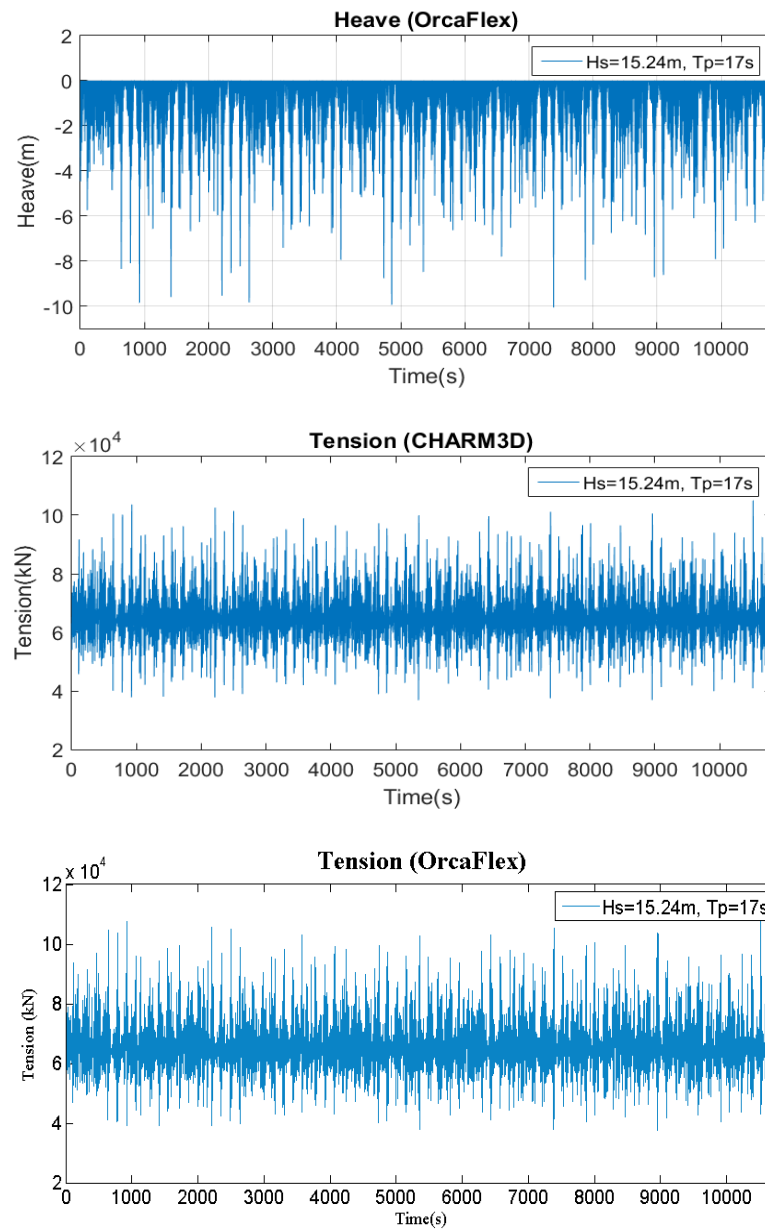 Heave (OrcaFlex)
Hs=15.24m, Tp=17s
2
0
-2
-4
-6
-8
-10
Heave(m)
0 1000 2000 3000 4000 5000 6000 7000 8000 9000 10000
Time(s)
Tension (CHARM3D)
×10⁴
Hs=15.24m, Tp=17s
12
10
8
6
4
2
Tension(kN)
0 1000 2000 3000 4000 5000 6000 7000 8000 9000 10000
Time(s)
Tension (OrcaFlex)
x 10⁴
Hs=15.24m, Tp=17s
12
10
8
6
4
2
Tension (kN)
0 1000 2000 3000 4000 5000 6000 7000 8000 9000 10000
Time(s)